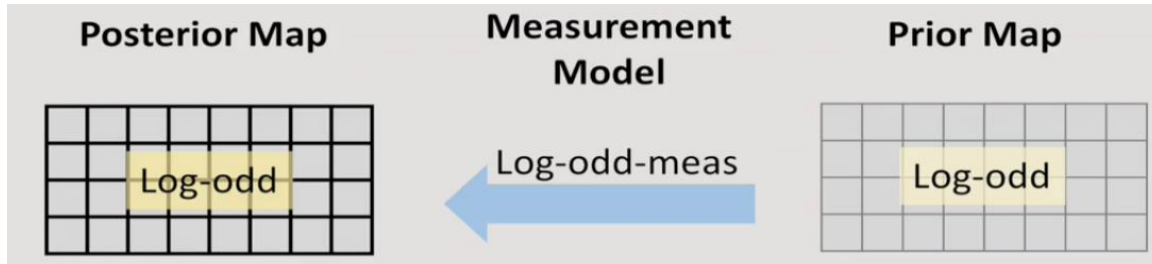 Posterior Map
Measurement
Model
Prior Map
Log-odd
Log-odd-meas
Log-odd